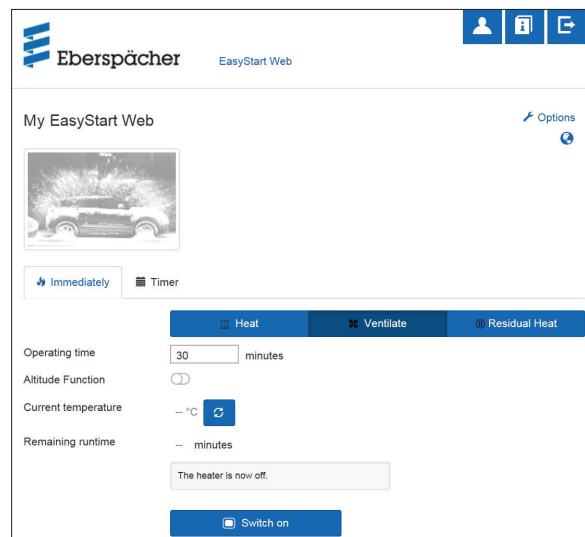 Eberspächer
EasyStart Web
My EasyStart Web
Options
Immediately
Timer
Heat
Ventilate
Residual Heat
Operating time
30 minutes
Altitude Function
Current temperature
-- °C
Remaining runtime
-- minutes
The heater is now off.
Switch on